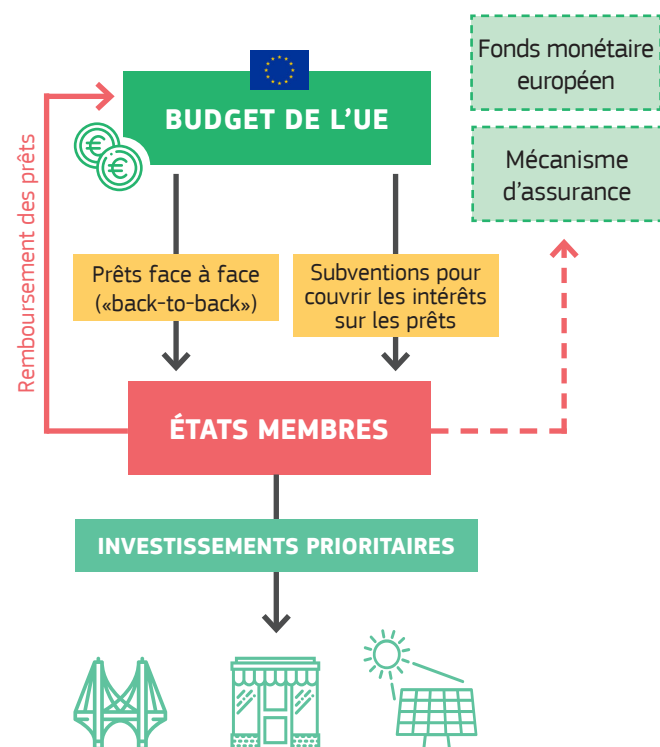 Fonds monétaire
européen
BUDGET DE L'UE
Mécanisme
d'assurance
Remboursement des prêts
Prêts face à face
(«back-to-back»)
Subventions pour
couvrir les intérêts
sur les prêts
ÉTATS MEMBRES
INVESTISSEMENTS PRIORITAIRES